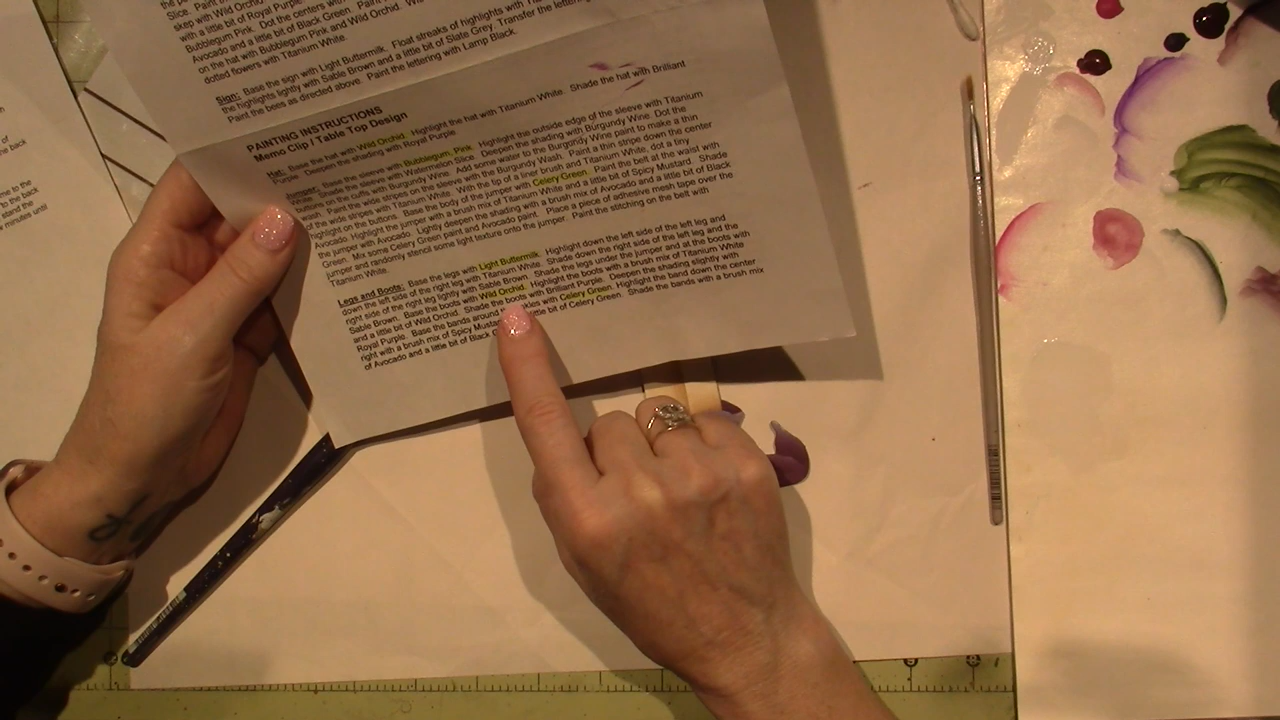 the pa
Slice. Paint t
skep with Wild Orchid
with a little bit of Royal Purple.
Bubblegum Pink. Dot the centers with
Avocado and a little bit of Black Green. Paint
on the hat with Bubblegum Pink and Wild Orchid. Wi
dotted flowers with Titanium White.
Sign: Base the sign with Light Buttermilk. Float streaks of highlights with
the highlights lightly with Sable Brown and a little bit of Slate Grey. Transfer the lettering
Paint the bees as directed above. Paint the lettering with Lamp Black.
PAINTING INSTRUCTIONS
Memo Clip / Table Top Design
Hat: Base the hat with Wild Orchid. Highlight the hat with Titanium White. Shade the hat with Brilliant
Purple. Deepen the shading with Royal Purple.
Jumper: Base the sleeve with Bubblegum Pink. Highlight the outside edge of the sleeve with Titanium
White. Shade the sleeve with Watermelon Slice. Deepen the shading with Burgundy Wine. Dot the
buttons on the cuffs with Burgundy Wine. Add some water to the Burgundy Wine paint to make a thin
wash. Paint the wide stripes on the sleeve with the Burgundy Wash. Paint a thin stripe down the center
of the wide stripes with Titanium White. With the tip of a liner brush and Titanium White, dot a tiny
highlight on the buttons. Base the body of the jumper with Celery Green. Paint the belt at the waist with
Avocado. Highlight the jumper with a brush mix of Titanium White and a little bit of Spicy Mustard. Shade
the jumper with Avocado. Lightly deepen the shading with a brush mix of Avocado and a little bit of Black
Green. Mix some Celery Green paint and Avocado paint. Place a piece of adhesive mesh tape over the
jumper and randomly stencil some light texture onto the jumper. Paint the stitching on the belt with
Titanium White.
Legs and Boots: Base the legs with Light Buttermilk. Highlight down the left side of the left leg and
down the left side of the right leg with Titanium White. Shade down the right side of the left leg and the
right side of the right leg lightly with Sable Brown. Shade the legs under the jumper and at the boots with
Sable Brown. Base the boots with Wild Orchid. Highlight the boots with a brush mix of Titanium White
and a little bit of Wild Orchid. Shade the boots with Brilliant Purple. Deepen the shading slightly with
Royal Purple. Base the bands around the ankles with Celery Green. Highlight the band down the center
right with a brush mix of Spicy Mustard little bit of Celery Green. Shade the bands with a brush mix
of Avocado and a little bit of Black G